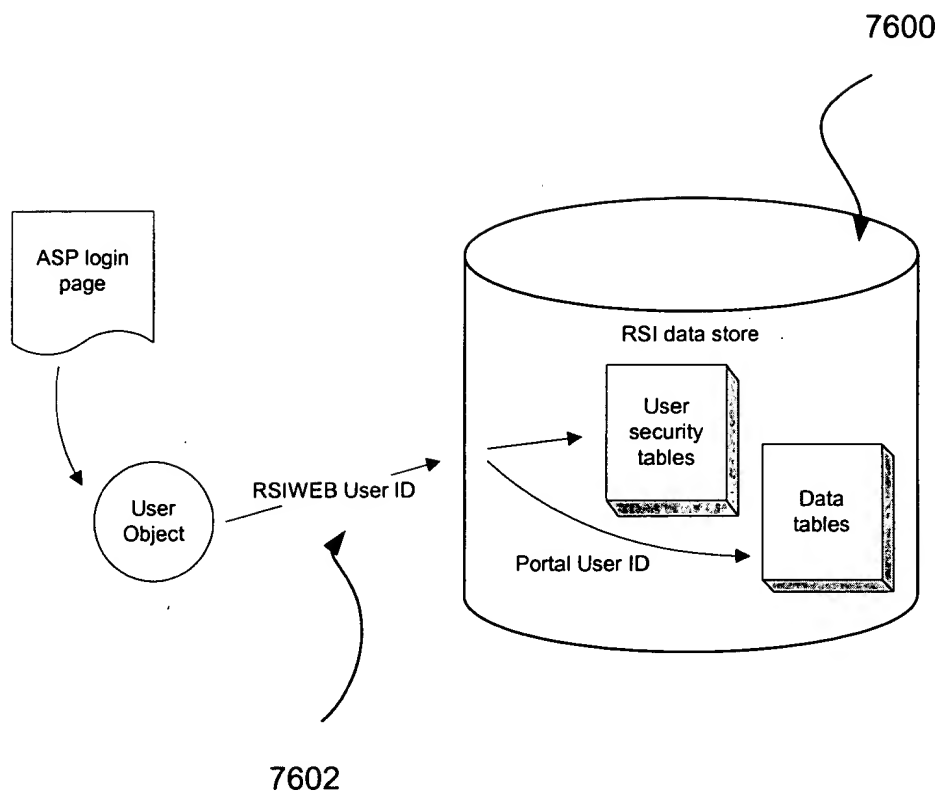 7600
ASP login
page
RSI data store
User
security
tables
Data
tables
User
Object
RSIWEB User ID
Portal User ID
7602